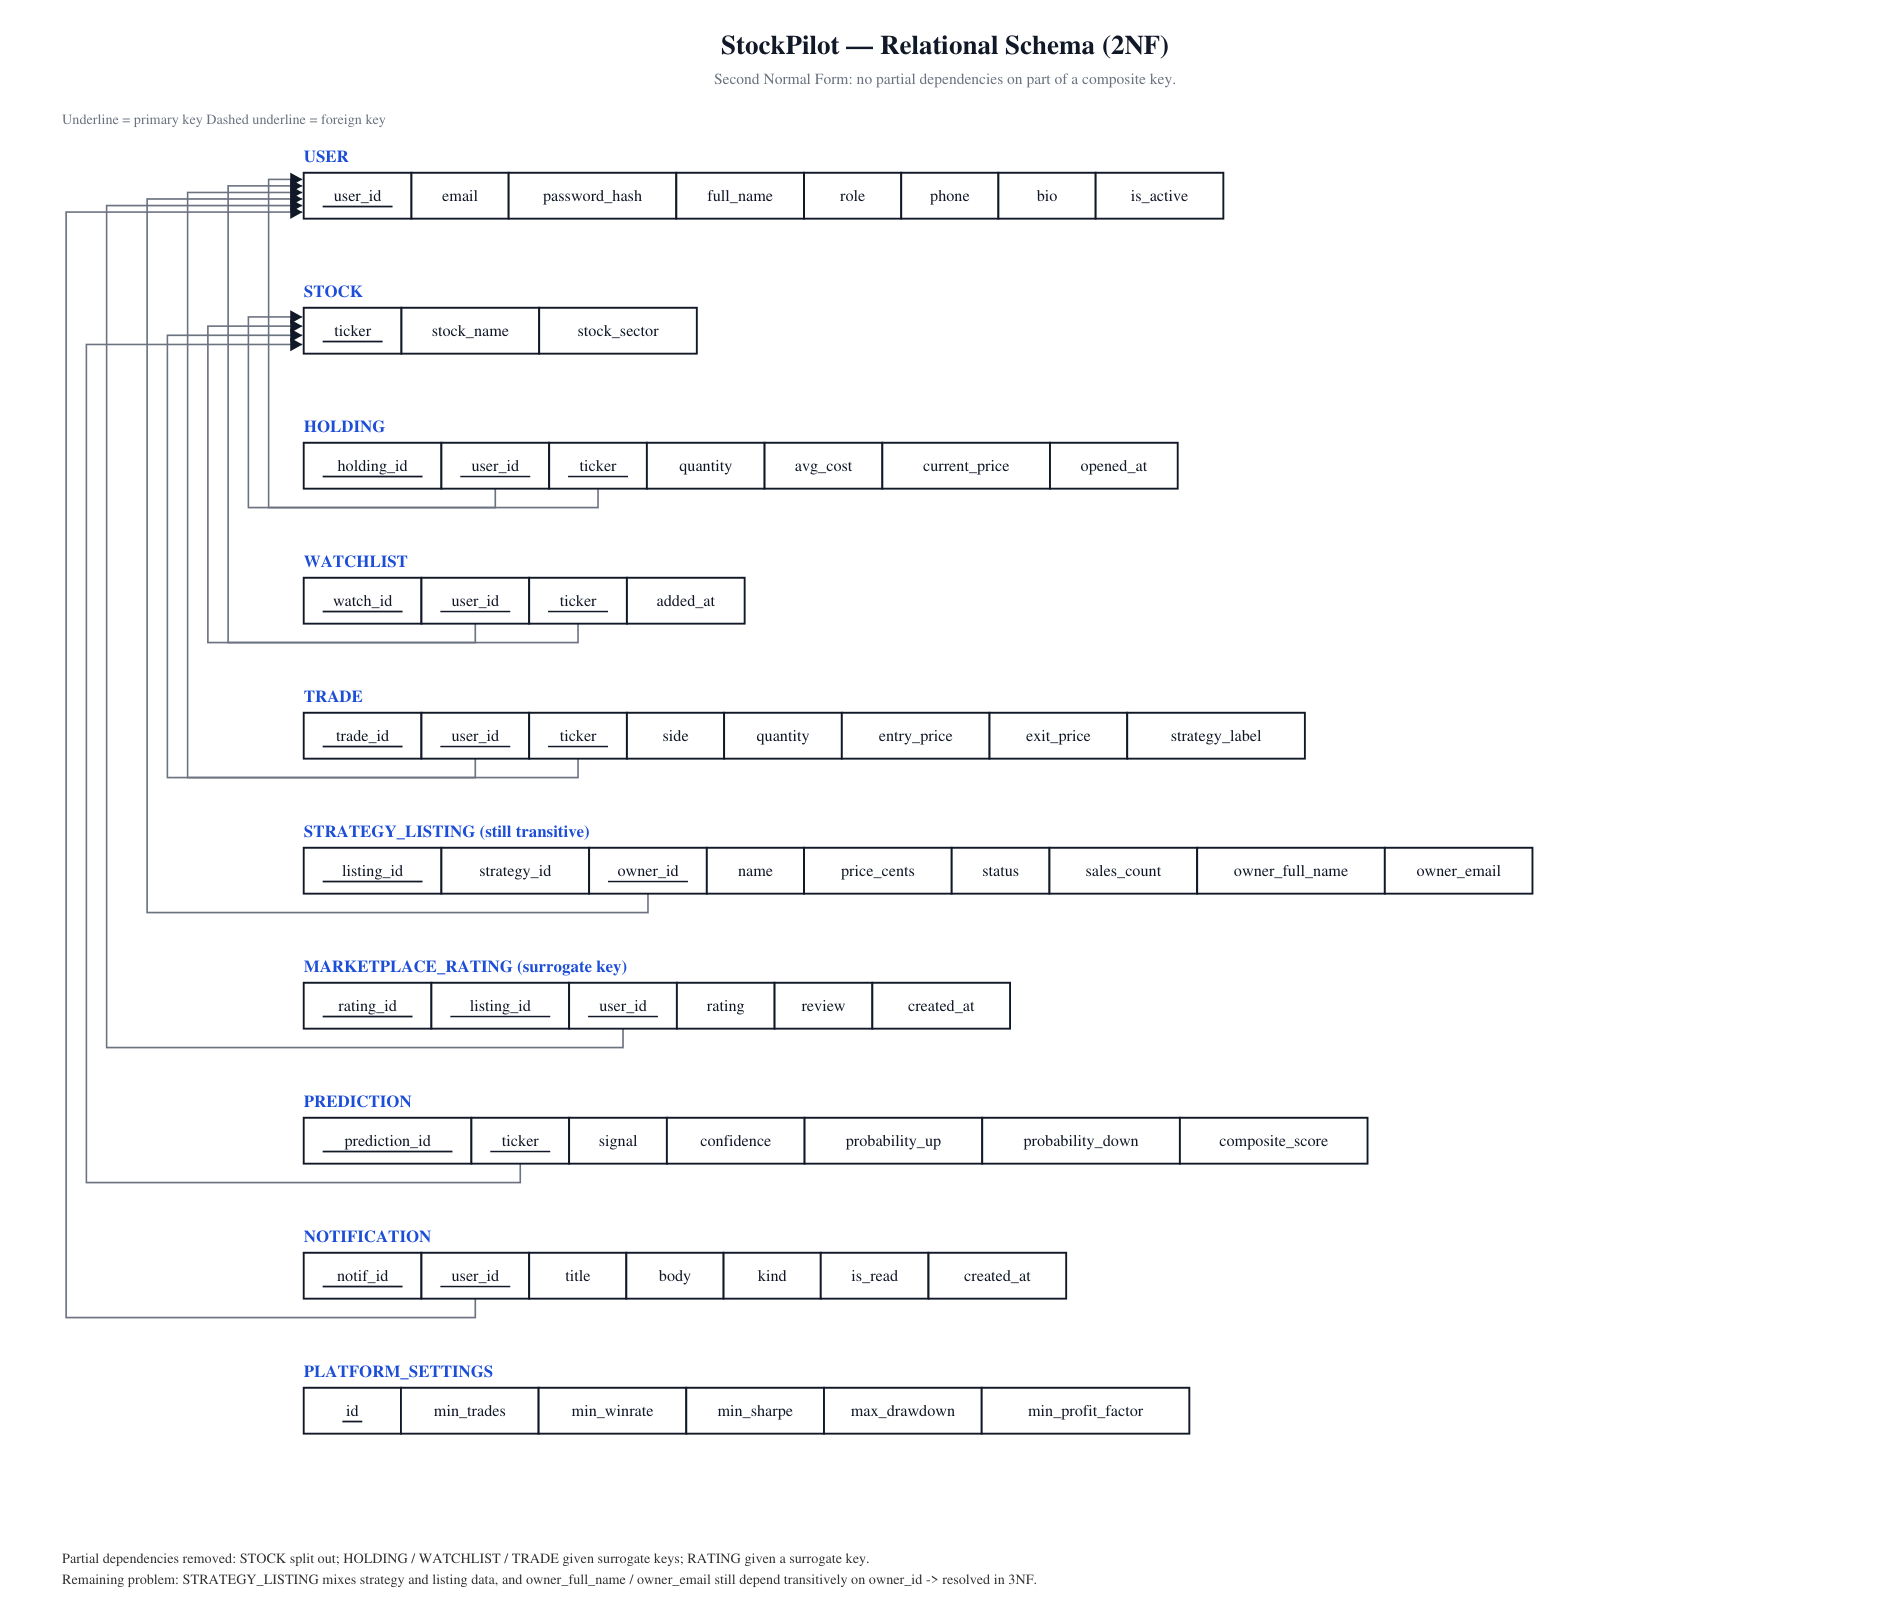 StockPilot — Relational Schema (2NF)
Second Normal Form: no partial dependencies on part of a composite key.
Underline = primary key Dashed underline = foreign key
USER
user_id email password_hash full_name role phone bio is_active
STOCK
ticker stock_name stock_sector
HOLDING
holding_id user_id ticker quantity avg_cost current_price opened_at
WATCHLIST
watch_id user_id ticker added_at
TRADE
trade_id user_id ticker side quantity entry_price exit_price strategy_label
STRATEGY_LISTING (still transitive)
listing_id strategy_id owner_id name price_cents status sales_count owner_full_name owner_email
MARKETPLACE_RATING (surrogate key)
rating_id listing_id user_id rating review created_at
PREDICTION
prediction_id ticker signal confidence probability_up probability_down composite_score
NOTIFICATION
notif_id user_id title body kind is_read created_at
PLATFORM_SETTINGS
id min_trades min_winrate min_sharpe max_drawdown min_profit_factor
Partial dependencies removed: STOCK split out; HOLDING / WATCHLIST / TRADE given surrogate keys; RATING given a surrogate key.
Remaining problem: STRATEGY_LISTING mixes strategy and listing data, and owner_full_name / owner_email still depend transitively on owner_id -> resolved in 3NF.